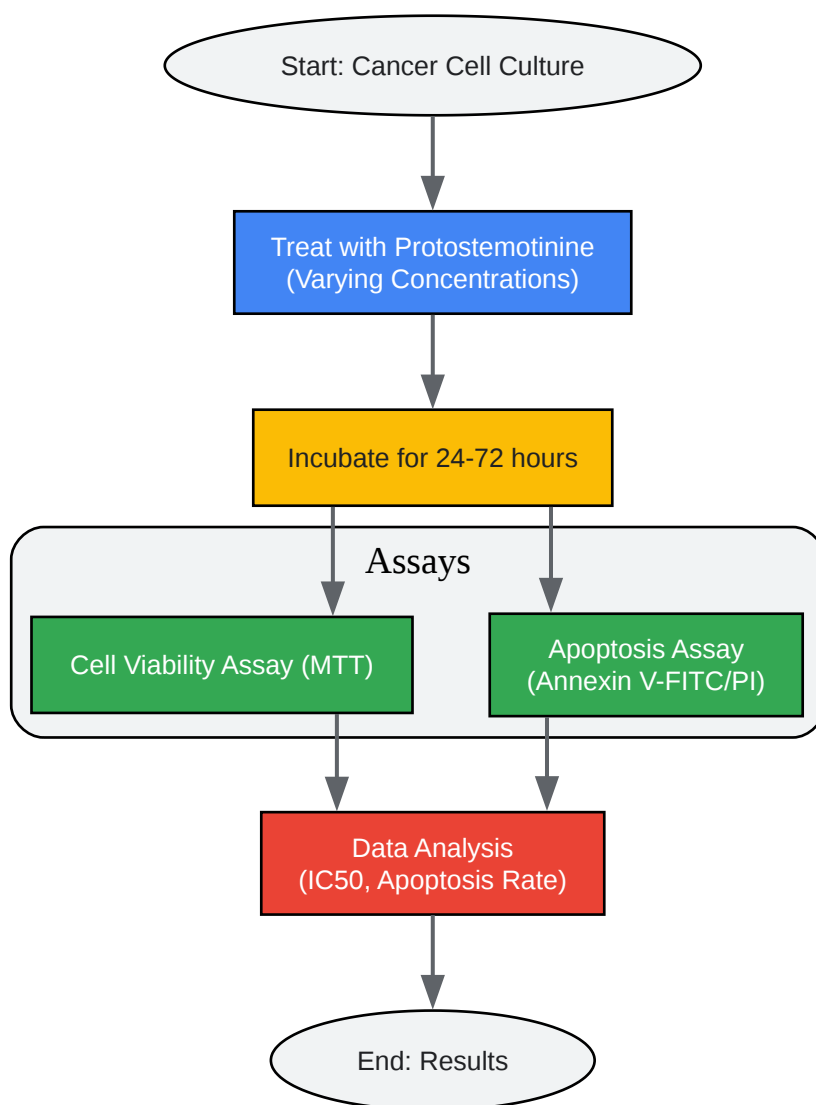 Start: Cancer Cell Culture
Treat with Protostemotinine
(Varying Concentrations)
Incubate for 24-72 hours
Assays
Cell Viability Assay (MTT)
Apoptosis Assay
(Annexin V-FITC/PI)
Data Analysis
(IC50, Apoptosis Rate)
End: Results